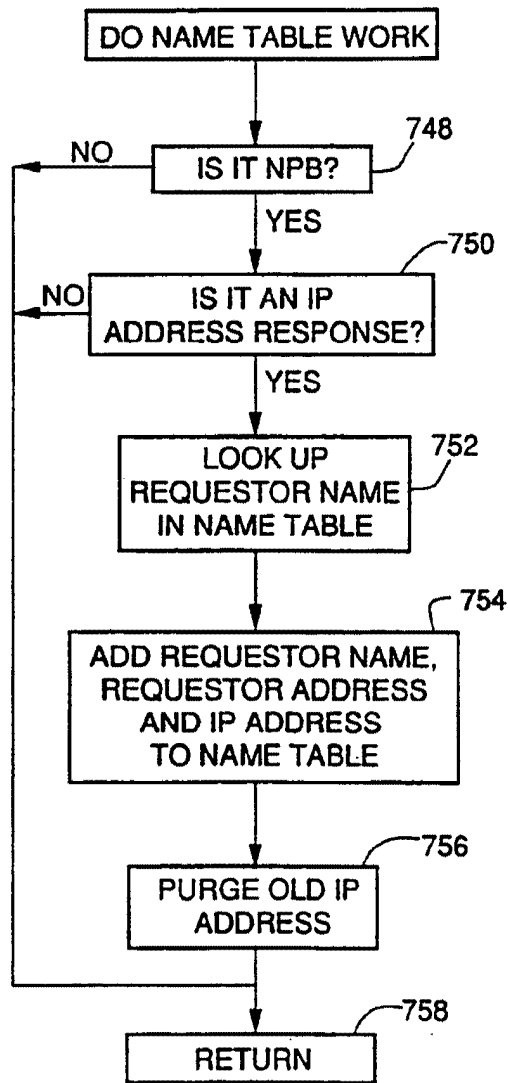 DO NAME TABLE WORK
748
NO
IS IT NPB?
YES
750
NO
IS IT AN IP
ADDRESS RESPONSE?
YES
752
LOOK UP
REQUESTOR NAME
IN NAME TABLE
754
ADD REQUESTOR NAME,
REQUESTOR ADDRESS
AND IP ADDRESS
TO NAME TABLE
756
PURGE OLD IP
ADDRESS
758
RETURN